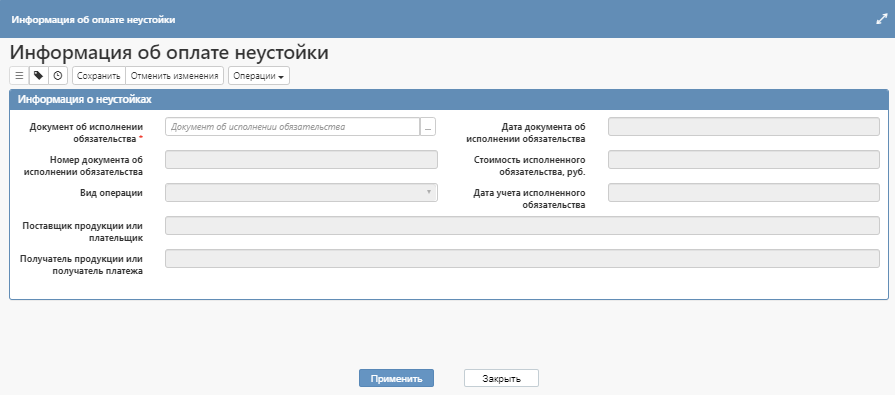 Информация об оплате неустойки
Информация об оплате неустойки
Сохранить Отменить изменения Операции
Информация о неустойках
Документ об исполнении
обязательства *
Документ об исполнении обязательства
...
Дата документа об
исполнении обязательства
Номер документа об
исполнении обязательства
Стоимость исполненного
обязательства, руб.
Вид операции
Дата учета исполненного
обязательства
Поставщик продукции или
плательщик
Получатель продукции или
получатель платежа
Применить Закрыть